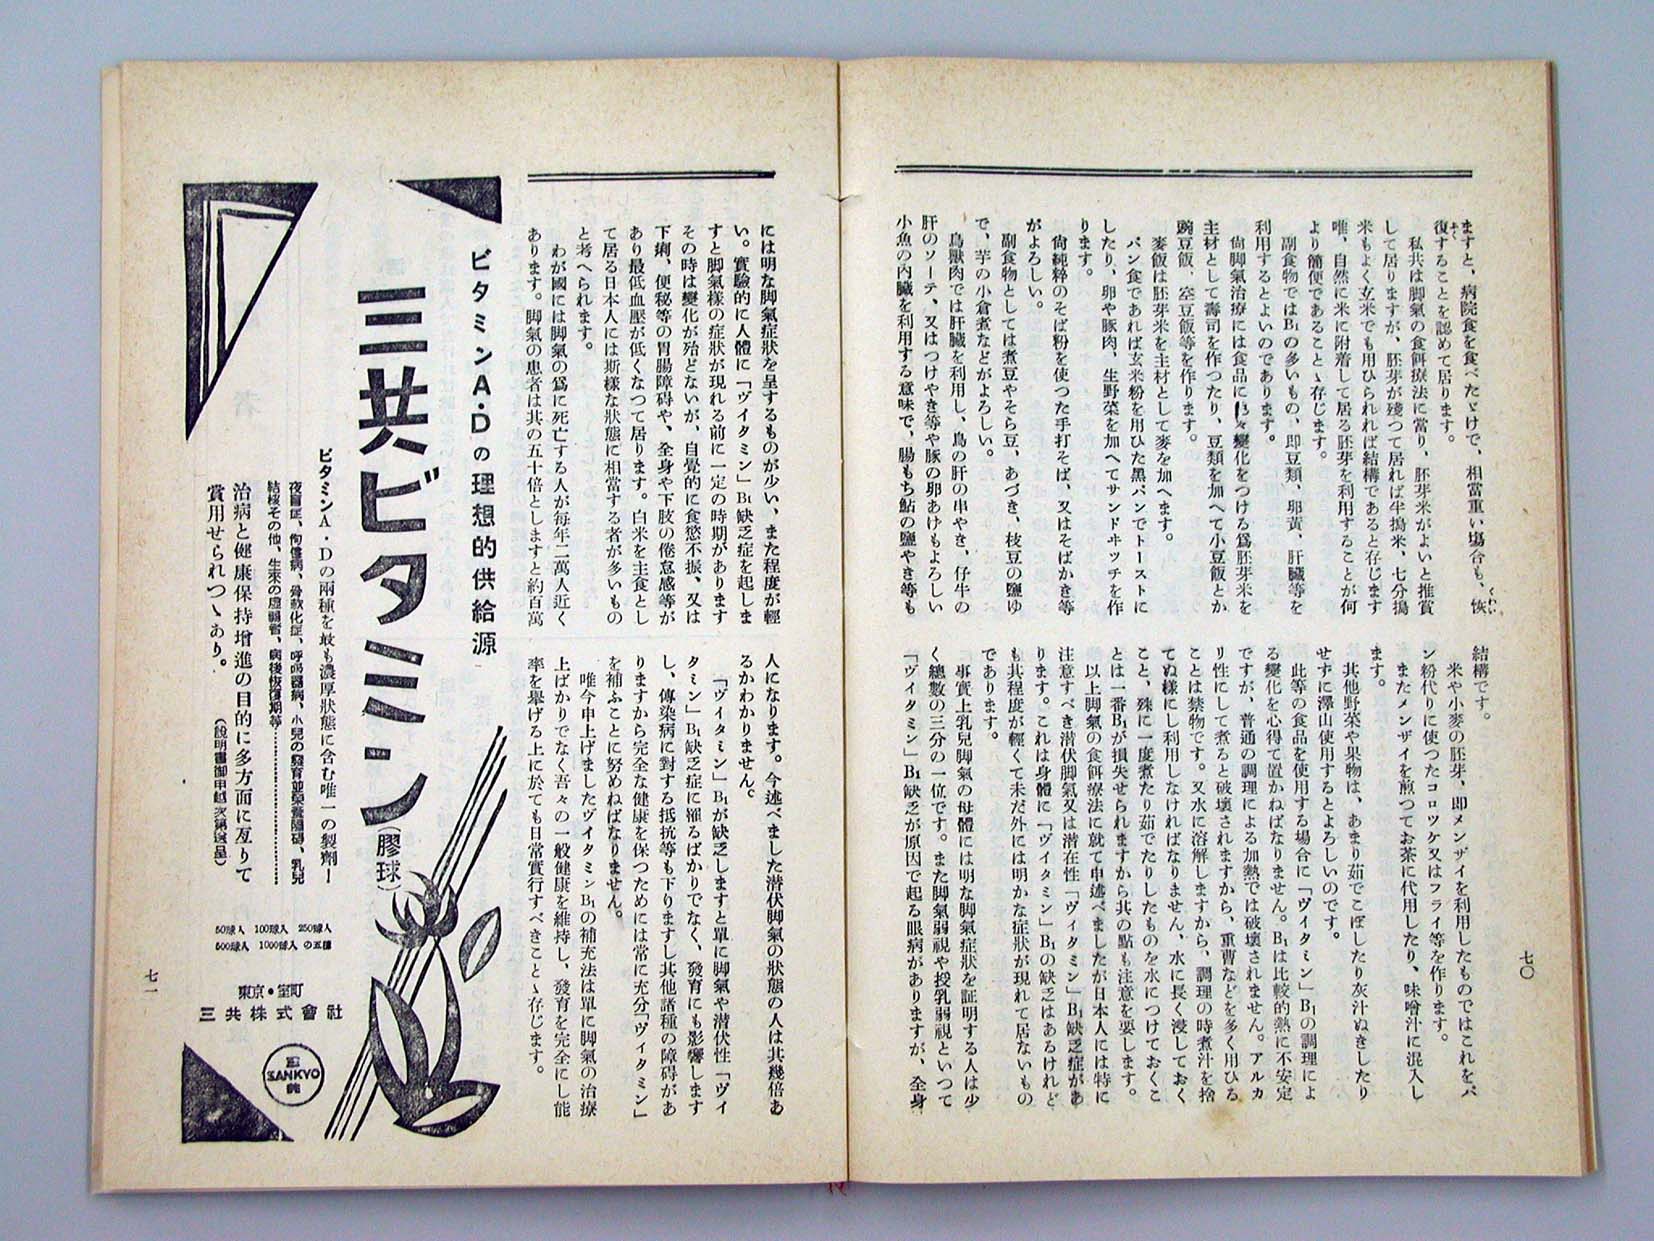 ますと、病院食を食べたゞけで、相當重い場合も、恢
くわい
復することを認めて居ります。
ふく
私共は脚氣の食餌療法に當り、胚芽米がよいと推賞
して居りますが、胚芽が殘つて居れば半搗米、七分搗
米もよく玄米でも用ひられれば結構であると存じます
唯、自然に米に附着して居る胚芽を利用することが何
より簡便であることゝ存じます。
副食物ではB₁の多いもの、即豆類、卵黃、肝臓等を
利用するとよいのであります。
尙脚氣治療には食品に色々變化をつける爲胚芽米を
主材として壽司を作つたり、豆類を加へて小豆飯とか
豌豆飯、空豆飯等を作ります。
麥飯は胚芽米を主材として麥を加へます。
パン食であれば玄米粉を用ひた黑パンでトーストに
したり、卵や豚肉、生野菜を加へてサンドヰッチを作
ります。
尙純粹のそば粉を使つた手打そば、又はそばかき等
がよろしい。
副食物としては煮豆やそら豆、あづき、枝豆の鹽ゆ
で、芋の小倉煮などがよろしい。
鳥獸肉では肝臓を利用し、鳥の肝の串やき、仔牛の
肝のソーテ、又はつけやき等や豚の卵あげもよろしい
小魚の内臓を利用する意味で、腸もち鮎の鹽やき等も
結構です。
米や小麥の胚芽、即メンザイを利用したものではこれをパ
ン粉代りに使つたコロツケ又はフライ等を作ります。
またメンザイを煎つてお茶に代用したり、味噌汁に混入し
ます。
其他野菜や果物は、あまり茹でこぼしたり灰汁ぬきしたり
せずに澤山使用するとよろしいのです。
此等の食品を使用する場合に「ヴィタミン」B₁の調理によ
る變化を心得て置かねばなりません。B₁は比較的熱に不安定
ですが、普通の調理による加熱では破壞されません。アルカ
リ性にして煮ると破壞されますから、重曹などを多く用ひる
ことは禁物です。又水に溶解しますから、調理の時煮汁を捨
てぬ樣にし利用しなければなりません、水に長く浸しておく
こと、殊に一度煮たり茹でたりしたものを水につけておくこ
とは一番B₁が損失せられますから其の點も注意を要します。
以上脚氣の食餌療法に就て申述べましたが日本人には特に
注意すべき潜伏脚氣又は潜在性「ヴィタミン」B₁缺乏症があ
ります。これは身體に「ヴィタミン」B₁の缺乏はあるけれど
も其程度が輕くて未だ外には明かな症狀が現れて居ないもの
であります。
事實上乳兒脚氣の母體には明な脚氣症狀を証明する人は少
く總數の三分の一位です。また脚氣弱視や授乳弱視といつて
「ヴィタミン」B₁缺乏が原因で起る眼病がありますが、全身
七〇
には明な脚氣症狀を呈するものが少い、また程度が輕
い。實驗的に人體に「ヴィタミン」B₁缺乏症を起しま
すと脚氣樣の症狀が現れる前に一定の時期があります
その時は變化が殆どないが、自覺的に食慾不振、又は
下痢、便秘等の胃腸障碍や、全身や下肢の倦怠感等が
あり最低血壓が低くなつて居ります。白米を主食とし
て居る日本人には斯樣な狀態に相當する者が多いもの
と考へられます。
わが國には脚氣の爲に死亡する人が每年二萬人近く
あります。脚氣の患者は共の五十倍としますと約百萬
人になります。今述べました潜伏脚氣の狀態の人は其幾倍あ
るかわかりません。
「ヴィタミン」B₁が缺乏しますと單に脚氣や潜伏性「ヴィ
タミン」B₁缺乏症に罹るばかりでなく、發育にも影響します
し、傳染病に對する抵抗等も下りますし其他諸種の障碍があ
りますから完全な健康を保つためには常に充分「ヴィタミン」
を補ふことに努めねばなりません。
唯今申上げましたヴイタミンB₁の補充法は單に脚氣の治療
上ばかりでなく吾々の一般健康を維持し、發育を完全にし能
率を擧げる上に於ても日常實行すべきことゝ存じます。
ビタミンA・Dの理想的供給源
三共ビタミン(膠球)
ビタミンA・Dの兩種を最も濃厚狀態に含む唯一の製劑ー
夜盲症、佝僂病、骨軟化症、呼吸器病、小兒の發育並榮養障碍、乳兒
結核その他、生來の虛弱者、病後恢復期等…………
治病と健康保持增進の目的に多方面に亙りて
賞用せられつゝあり。
(說明書御申越次第送呈)
50球入 100球入 250球入
500球入 1000球入 の五種
東京・室町
三共株式會社
SANKYO
七一